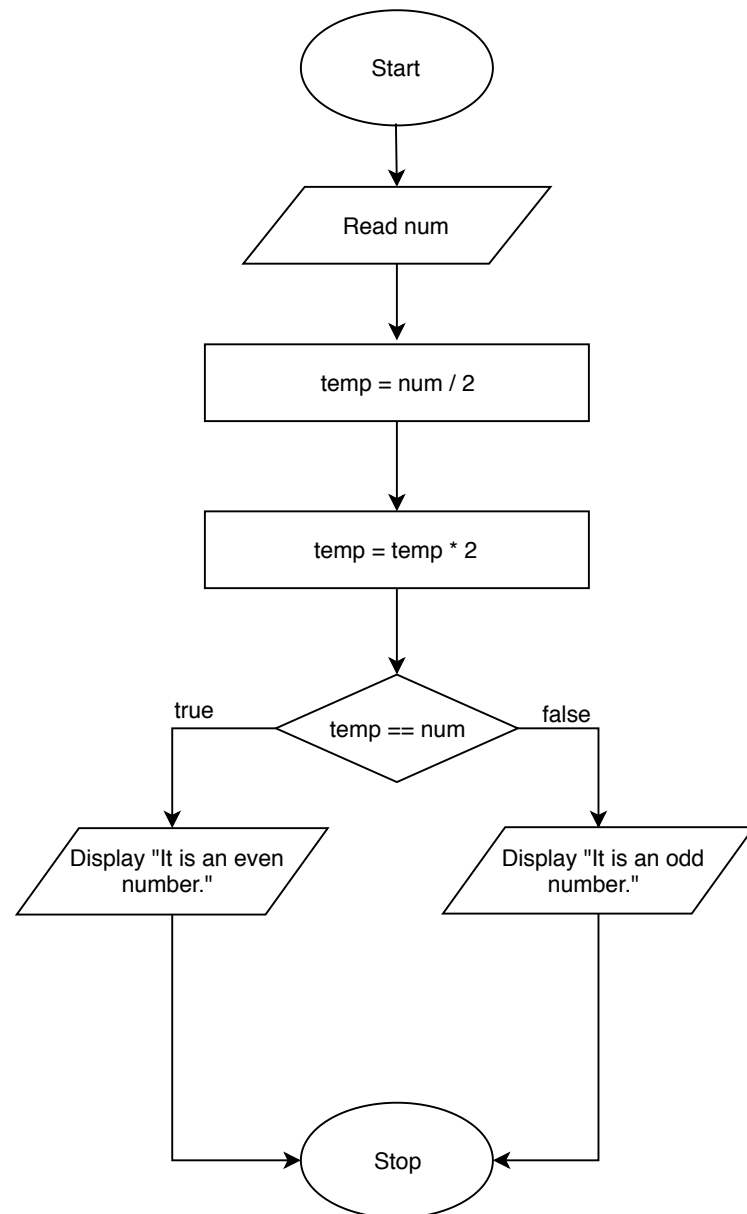 Start
Read num
temp = num / 2
temp = temp * 2
temp == num
true
false
Display "It is an even
number."
Display "It is an odd
number."
Stop